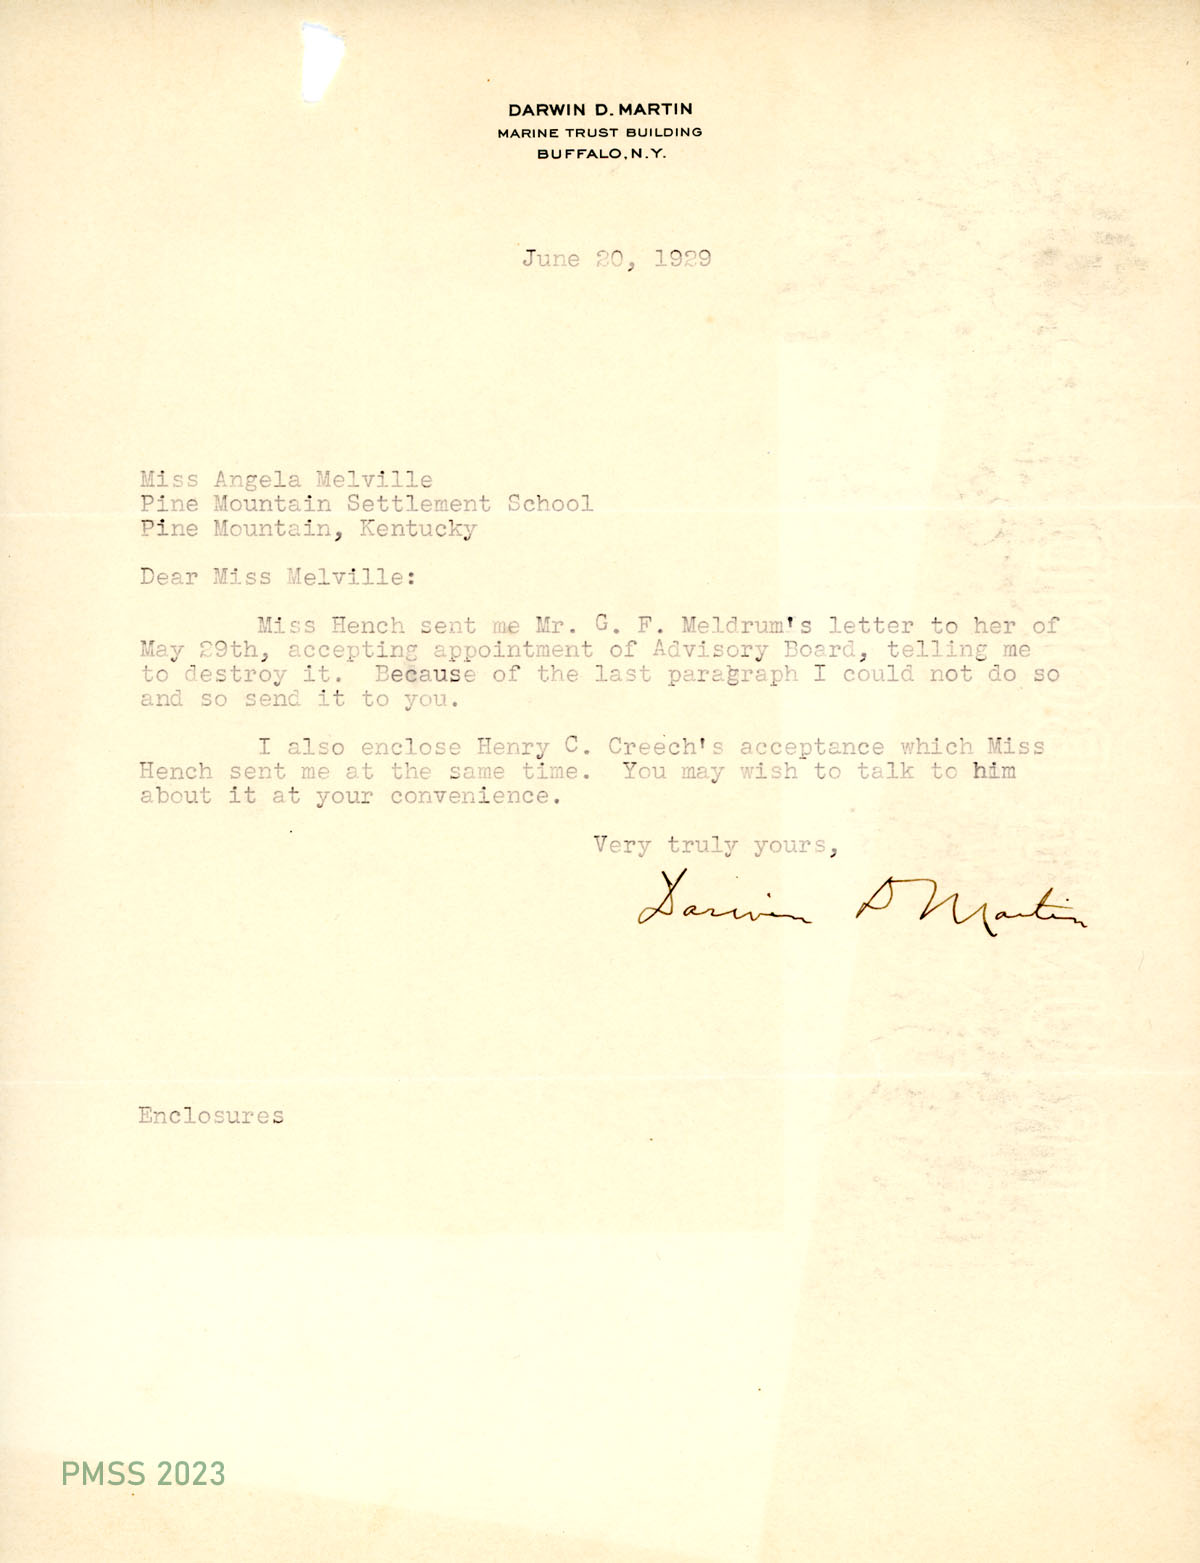 DARWIN D. MARTIN
MARINE TRUST BUILDING
BUFFALO, N.Y.
June 20, 1929
Miss Angela Melville
Pine Mountain Settlement School
Pine Mountain, Kentucky
Dear Miss Melville:
Miss Hench sent me Mr. G. F. Meldrum's letter to her of
May 29th, accepting appointment of Advisory Board, telling me
to destroy it. Because of the last paragraph I could not do so
and so send it to you.
I also enclose Henry C. Creech's acceptance which Miss
Hench sent me at the same time. You may wish to talk to him
about it at your convenience.
Very truly yours,
Darwin D Martin
Enclosures
PMSS 2023